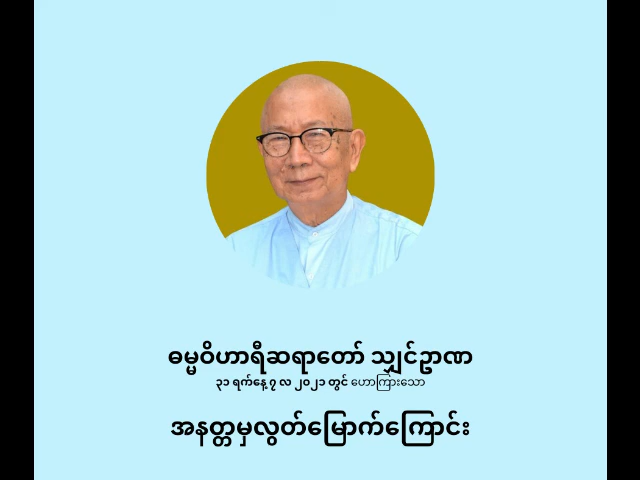 ဓမ္မဝိဟာရီဆရာတော် သျှင်ဥာဏ
၃၁ ရက်နေ့ ၇ လ ၂၀၂၁ တွင် ဟောကြားသော
အနတ္တမှလွတ်မြောက်ကြောင်း